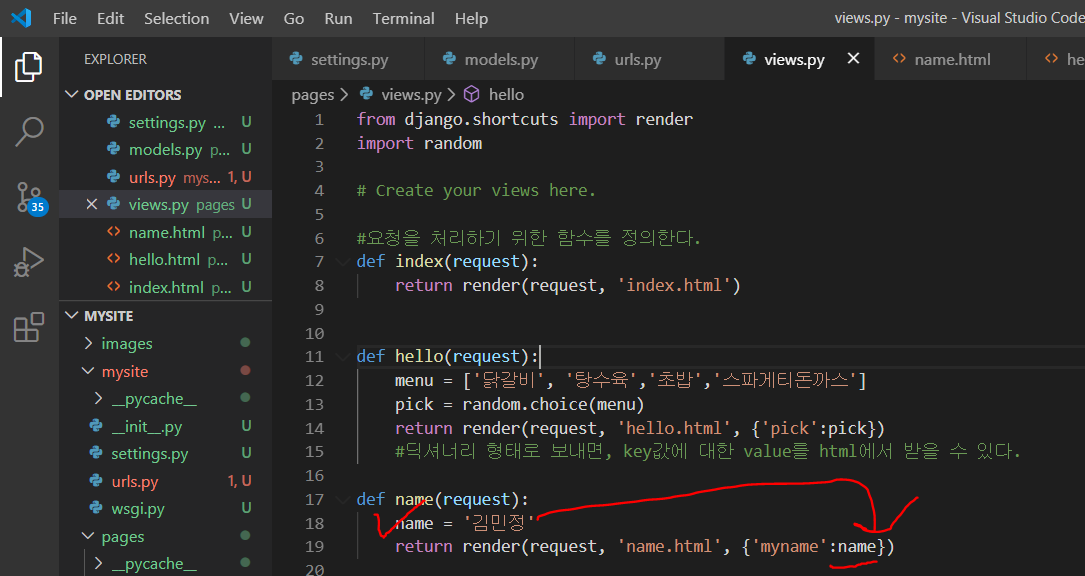 File Edit Selection View Go Run Terminal Help views.py - mysite - Visual Studio Code
EXPLORER
OPEN EDITORS
settings.py ... U
models.py p... U
urls.py mys... 1, U
views.py pages U
name.html p... U
hello.html p... U
index.html p... U
MYSITE
images
mysite
__pycache__
__init__.py U
settings.py U
urls.py 1, U
wsgi.py U
pages
__pycache__
35
settings.py models.py urls.py views.py name.html he
pages > views.py > hello
1 from django.shortcuts import render
2 import random
3
4 # Create your views here.
5
6 #요청을 처리하기 위한 함수를 정의한다.
7 def index(request):
8 return render(request, 'index.html')
9
10
11 def hello(request):
12 menu = ['닭갈비', '탕수육','초밥','스파게티돈까스']
13 pick = random.choice(menu)
14 return render(request, 'hello.html', {'pick':pick})
15 #딕셔너리 형태로 보내면, key값에 대한 value를 html에서 받을 수 있다.
16
17 def name(request):
18 name = '김민정'
19 return render(request, 'name.html', {'myname':name})
20